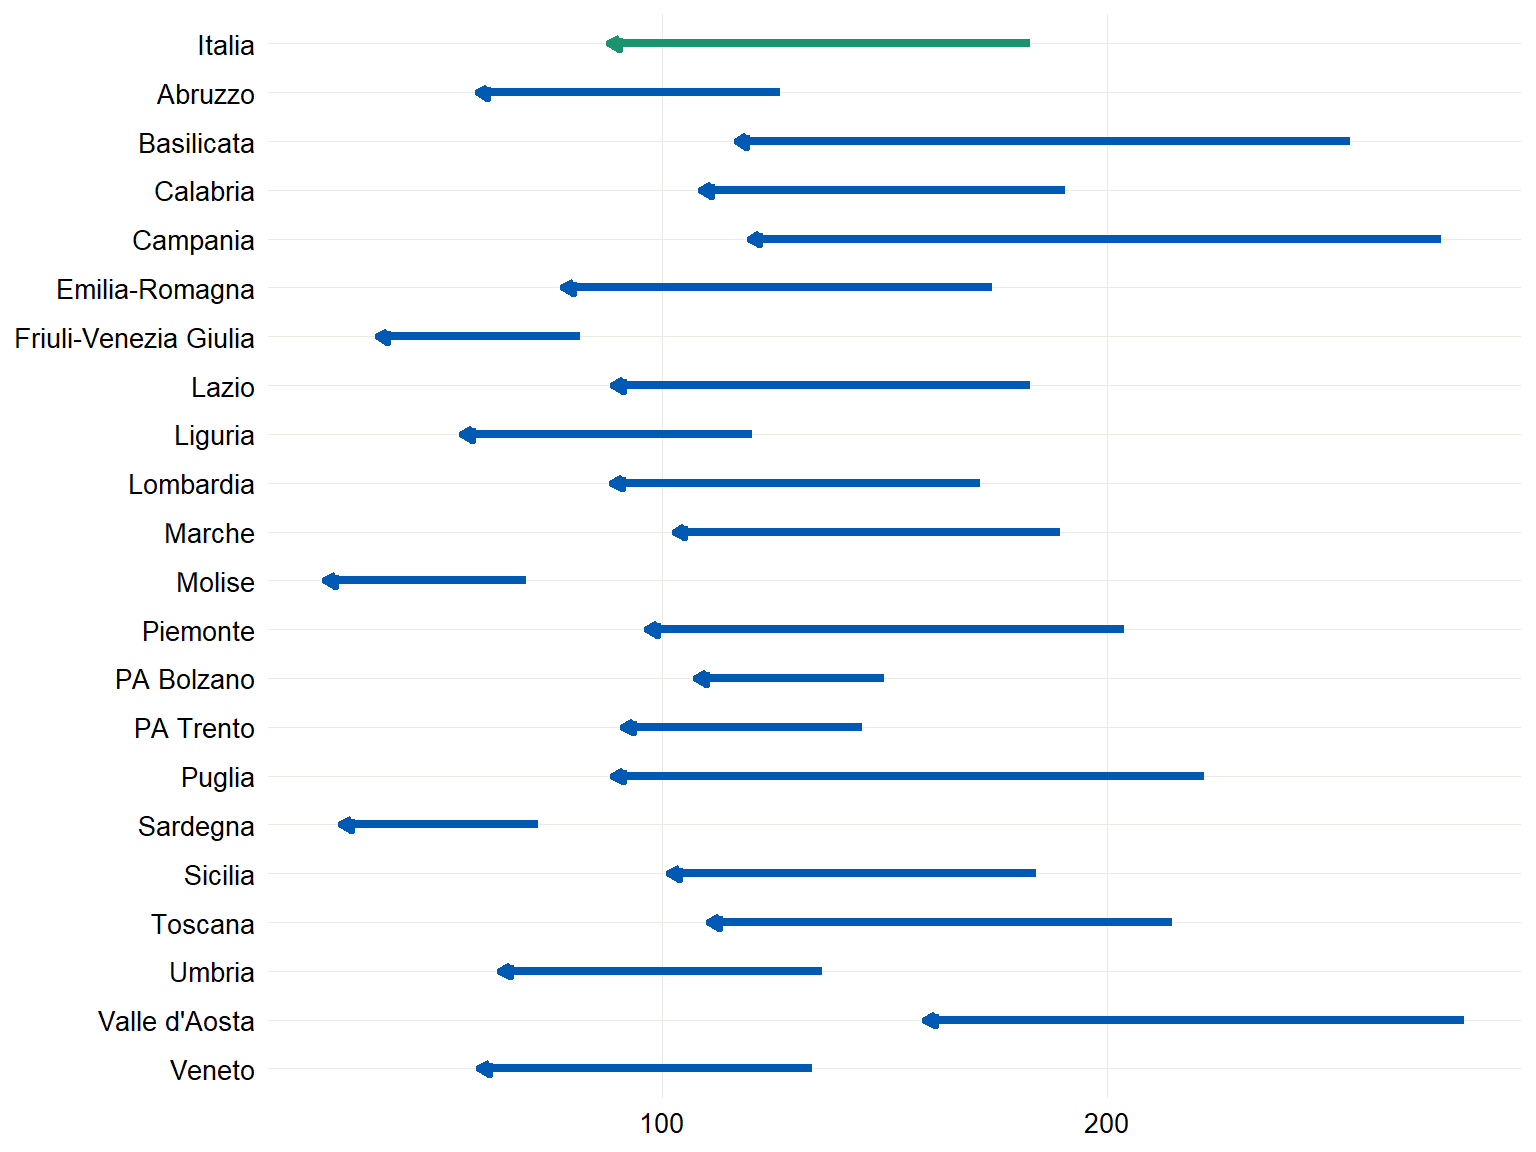 Italia
Abruzzo
Basilicata
Calabria
Campania
Emilia-Romagna
Friuli-Venezia Giulia
Lazio
Liguria
Lombardia
Marche
Molise
Piemonte
PA Bolzano
PA Trento
Puglia
Sardegna
Sicilia
Toscana
Umbria
Valle d'Aosta
Veneto
100 200